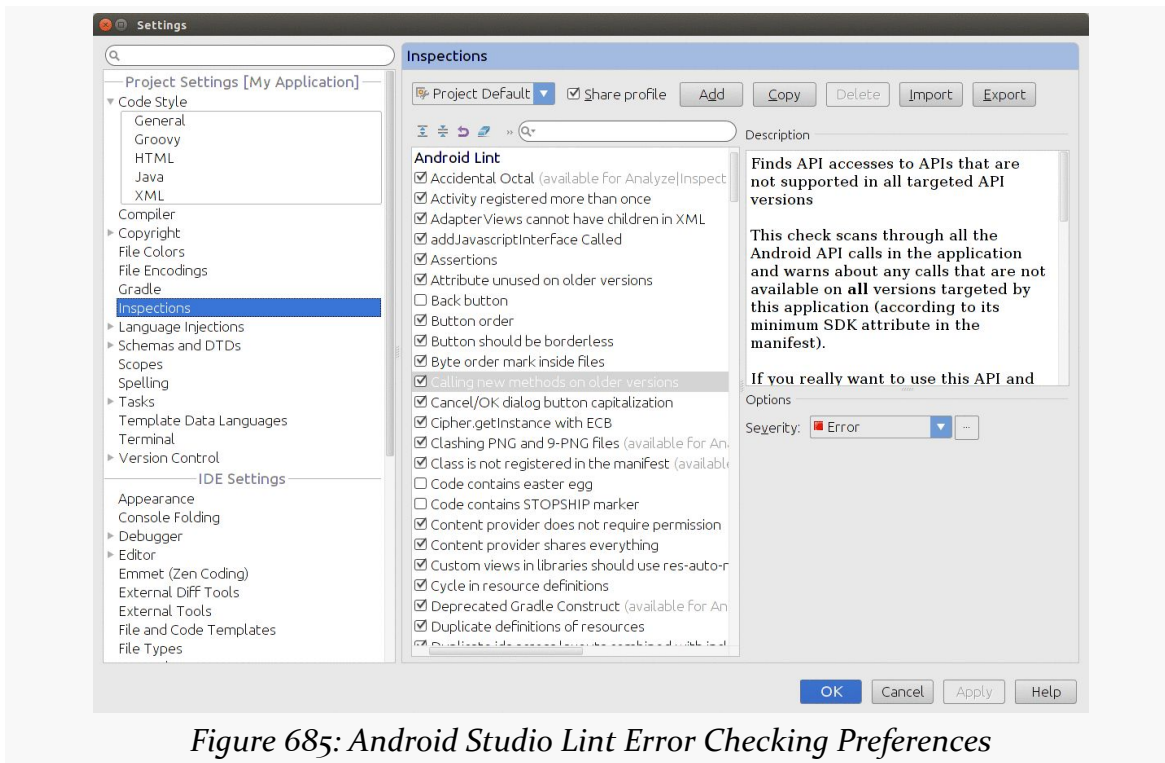 Settings
Project Settings [My Application]
Code Style
General
Groovy
HTML
Java
XML
Compiler
Copyright
File Colors
File Encodings
Gradle
Inspections
Language Injections
Schemas and DTDs
Scopes
Spelling
Tasks
Template Data Languages
Terminal
Version Control
IDE Settings
Appearance
Console Folding
Debugger
Editor
Emmet (Zen Coding)
External Diff Tools
External Tools
File and Code Templates
File Types
Inspections
Project Default
Share profile
Add
Copy
Delete
Import
Export
»
Android Lint
Accidental Octal (available for Analyze|Inspect
Activity registered more than once
AdapterViews cannot have children in XML
addJavascriptInterface Called
Assertions
Attribute unused on older versions
Back button
Button order
Button should be borderless
Byte order mark inside files
Calling new methods on older versions
Cancel/OK dialog button capitalization
Cipher.getInstance with ECB
Clashing PNG and 9-PNG files (available for An
Class is not registered in the manifest (availabl
Code contains easter egg
Code contains STOPSHIP marker
Content provider does not require permission
Content provider shares everything
Custom views in libraries should use res-auto-n
Cycle in resource definitions
Deprecated Gradle Construct (available for An
Duplicate definitions of resources
Description
Finds API accesses to APIs that are
not supported in all targeted API
versions
This check scans through all the
Android API calls in the application
and warns about any calls that are not
available on all versions targeted by
this application (according to its
minimum SDK attribute in the
manifest).
If you really want to use this API and
Options
Severity:
Error
...
OK
Cancel
Apply
Help
Figure 685: Android Studio Lint Error Checking Preferences